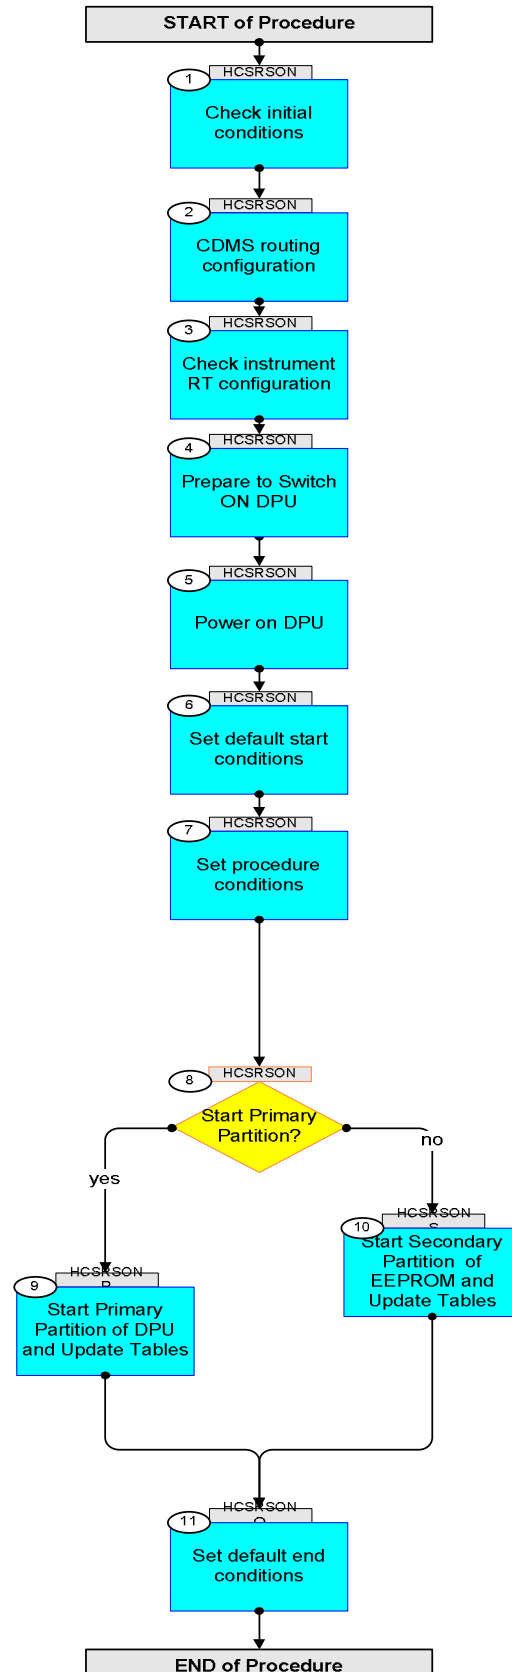 START of Procedure
HCSRSON
1
Check initial
conditions
HCSRSON
2
CDMS routing
configuration
HCSRSON
3
Check instrument
RT configuration
HCSRSON
4
Prepare to Switch
ON DPU
HCSRSON
5
Power on DPU
HCSRSON
6
Set default start
conditions
HCSRSON
7
Set procedure
conditions
HCSRSON
8
Start Primary
Partition?
no
yes
HCSRSON
10
Start Secondary
Partition of
EEPROM and
Update Tables
HCSRSON
9
Start Primary
Partition of DPU
and Update Tables
HCSRSON
11
Set default end
conditions
END of Procedure